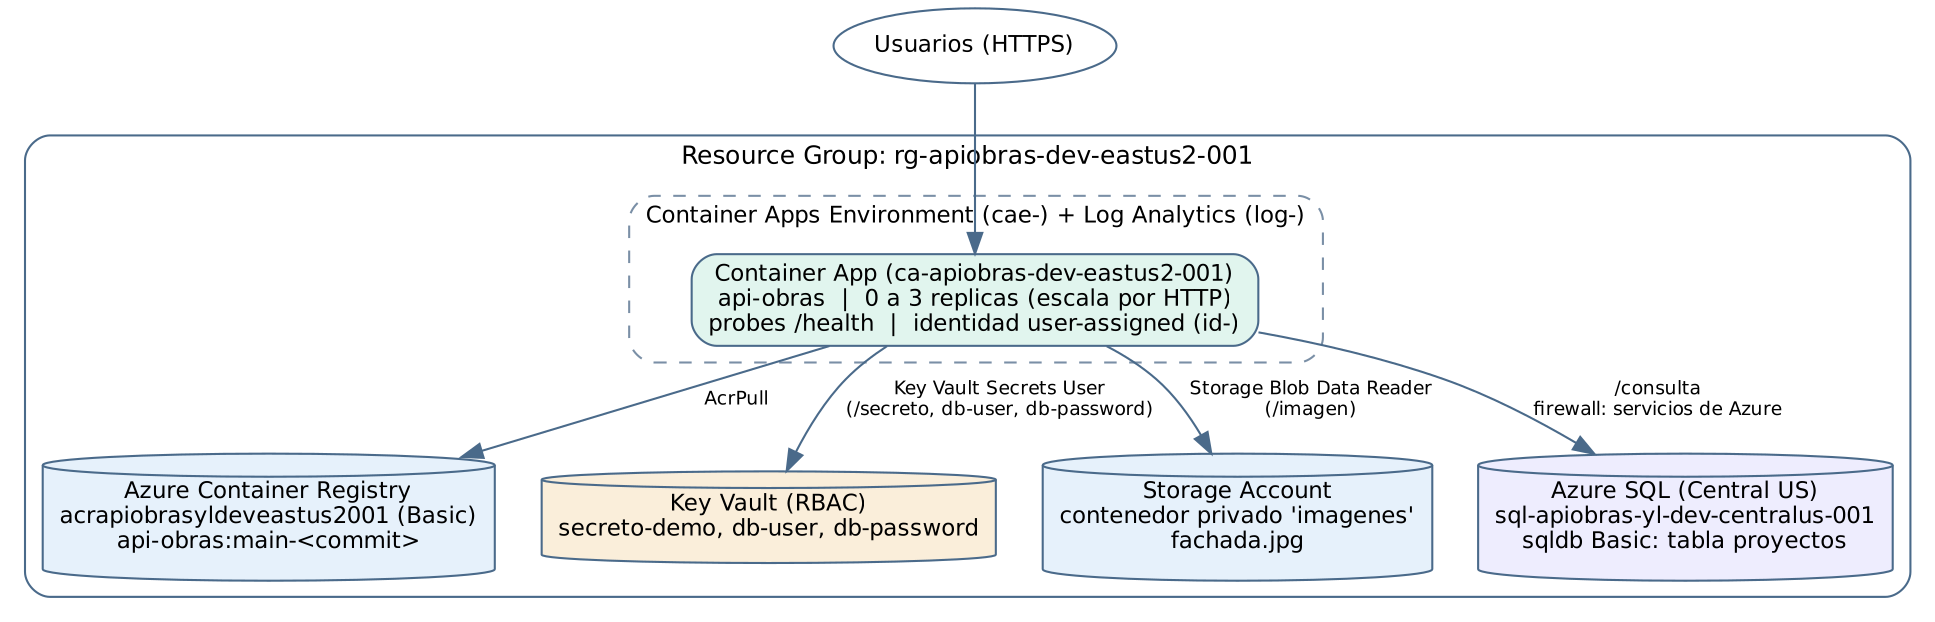 Usuarios (HTTPS)
Resource Group: rg-apiobras-dev-eastus2-001
Container Apps Environment (cae-) + Log Analytics (log-)
Container App (ca-apiobras-dev-eastus2-001)
api-obras  |  0 a 3 replicas (escala por HTTP)
probes /health  |  identidad user-assigned (id-)
AcrPull
Key Vault Secrets User
(/secreto, db-user, db-password)
Storage Blob Data Reader
(/imagen)
/consulta
firewall: servicios de Azure
Azure Container Registry
acrapiobrasyldeveastus2001 (Basic)
api-obras:main-<commit>
Key Vault (RBAC)
secreto-demo, db-user, db-password
Storage Account
contenedor privado 'imagenes'
fachada.jpg
Azure SQL (Central US)
sql-apiobras-yl-dev-centralus-001
sqldb Basic: tabla proyectos